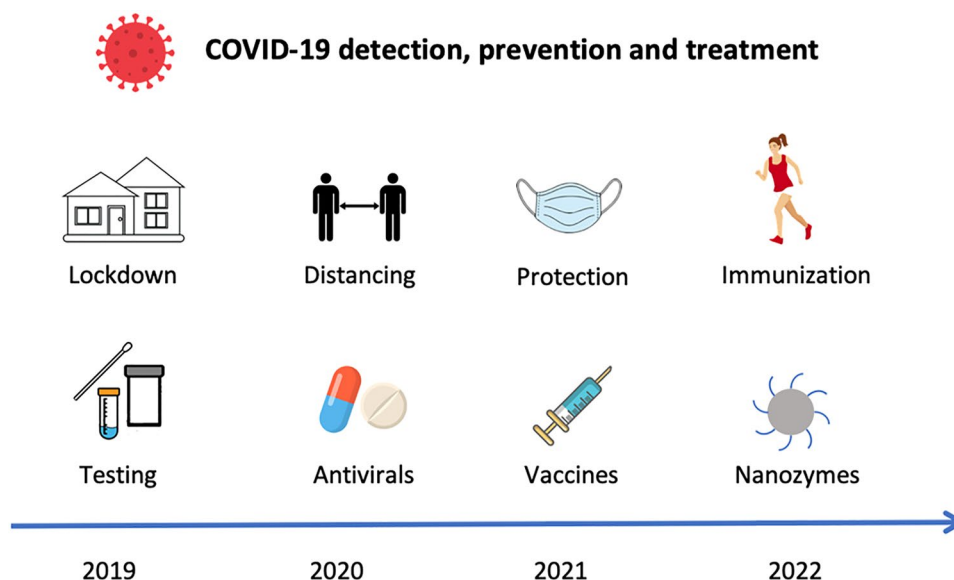 COVID-19 detection, prevention and treatment
Lockdown Distancing Protection Immunization
Testing Antivirals Vaccines Nanozymes
2019 2020 2021 2022